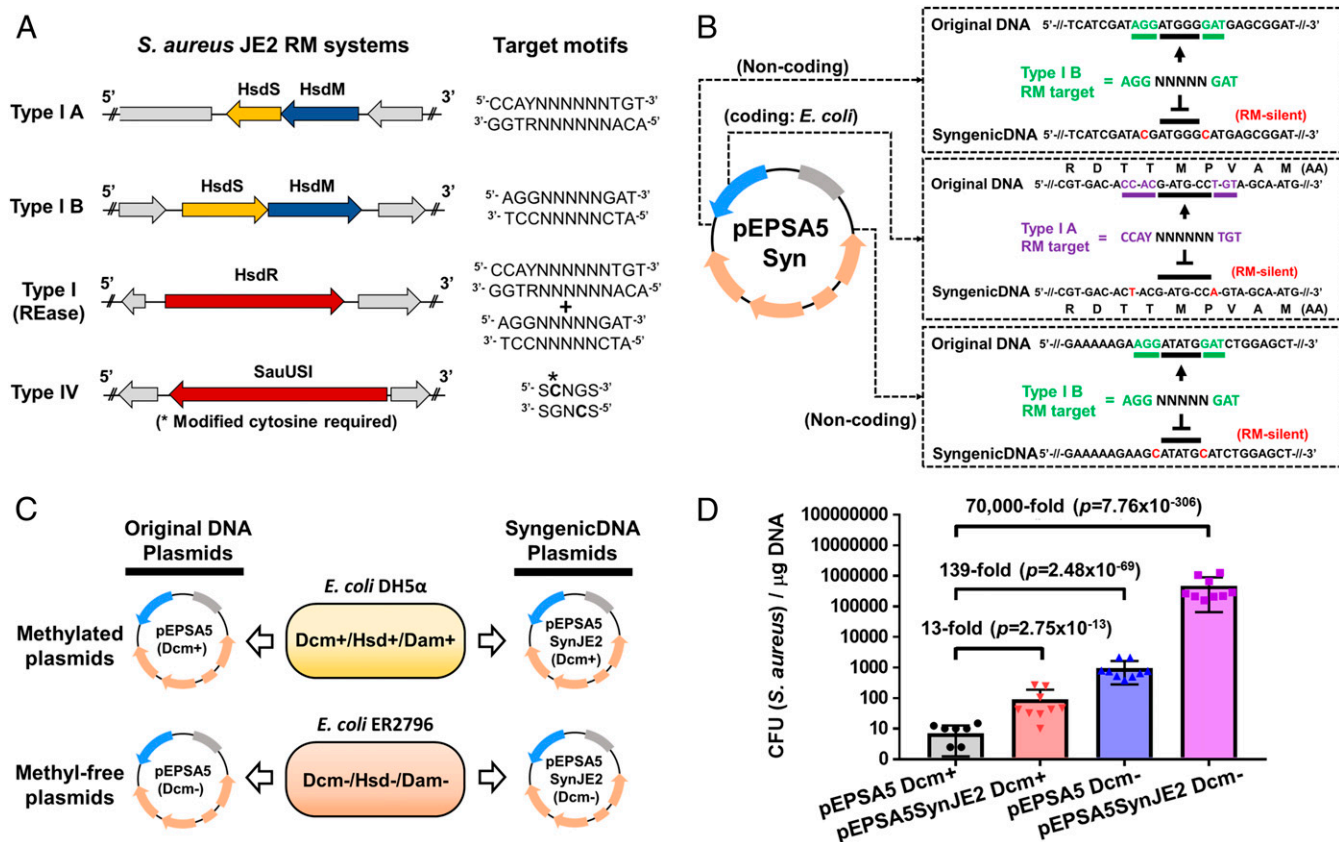 A
S. aureus JE2 RM systems
Target motifs
Type I A
5'
HsdS
HsdM
3'
5'- CCAYNNNNNNTGT-3'
3'- GGTRNNNNNNACA-5'
Type I B
HsdS
HsdM
5'- AGGNNNNNGAT-3'
3'- TCCNNNNNCTA-5'
Type I
(REase)
HsdR
5'- CCAYNNNNNNTGT-3'
3'- GGTRNNNNNNACA-5'
+
5'- AGGNNNNNGAT-3'
3'- TCCNNNNNCTA-5'
Type IV
5'
SauUSI
3'
(* Modified cytosine required)
*
5'- SCNGS-3'
3'- SGNCS-5'
B
(Non-coding)
(coding: E. coli)
pEPSA5
Syn
(Non-coding)
Original DNA 5'-//-TCATCGATAGGATGGGGATGAGCGGAT-//-3'
Type I B
RM target = AGG NNNNN GAT
(RM-silent)
SyngenicDNA 5'-//-TCATCGATACGATGGGCATGAGCGGAT-//-3'
R D T T M P V A M (AA)
Original DNA 5'-//-CGT-GAC-ACCACG-ATG-CCT-GTA-GCA-ATG-//-3'
Type I A
RM target = CCAY NNNNNN TGT
(RM-silent)
SyngenicDNA 5'-//-CGT-GAC-ACT-ACG-ATG-CCA-GTA-GCA-ATG-//-3'
R D T T M P V A M (AA)
Original DNA 5'-//-GAAAAAGAAGGATATGGATCTGGAGCT-//-3'
Type I B
RM target = AGG NNNNN GAT
(RM-silent)
SyngenicDNA 5'-//-GAAAAAGAAGCATATGCATCTGGAGCT-//-3'
C
Original DNA
Plasmids
SyngenicDNA
Plasmids
Methylated
plasmids
pEPSA5
(Dcm+)
E. coli DH5α
Dcm+/Hsd+/Dam+
pEPSA5
SynJE2
(Dcm+)
Methyl-free
plasmids
pEPSA5
(Dcm-)
E. coli ER2796
Dcm-/Hsd-/Dam-
pEPSA5
SynJE2
(Dcm-)
D
CFU (S. aureus) / µg DNA
100000000
10000000
1000000
100000
10000
1000
100
10
0
70,000-fold (p=7.76x10-306)
139-fold (p=2.48x10-69)
13-fold (p=2.75x10-13)
pEPSA5 Dcm+
pEPSA5SynJE2 Dcm+
pEPSA5 Dcm-
pEPSA5SynJE2 Dcm-